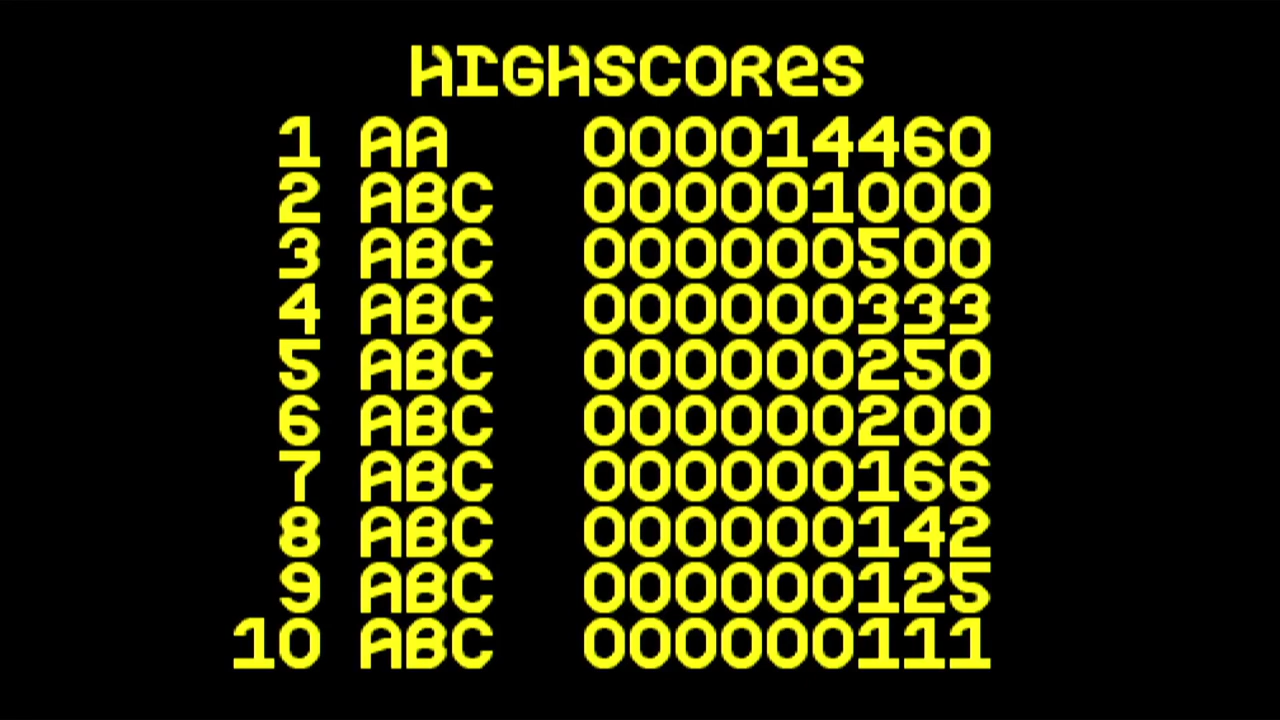 HIGHSCORES
1 AA 000014460
2 ABC 000001000
3 ABC 000000500
4 ABC 000000333
5 ABC 000000250
6 ABC 000000200
7 ABC 000000166
8 ABC 000000142
9 ABC 000000125
10 ABC 000000111